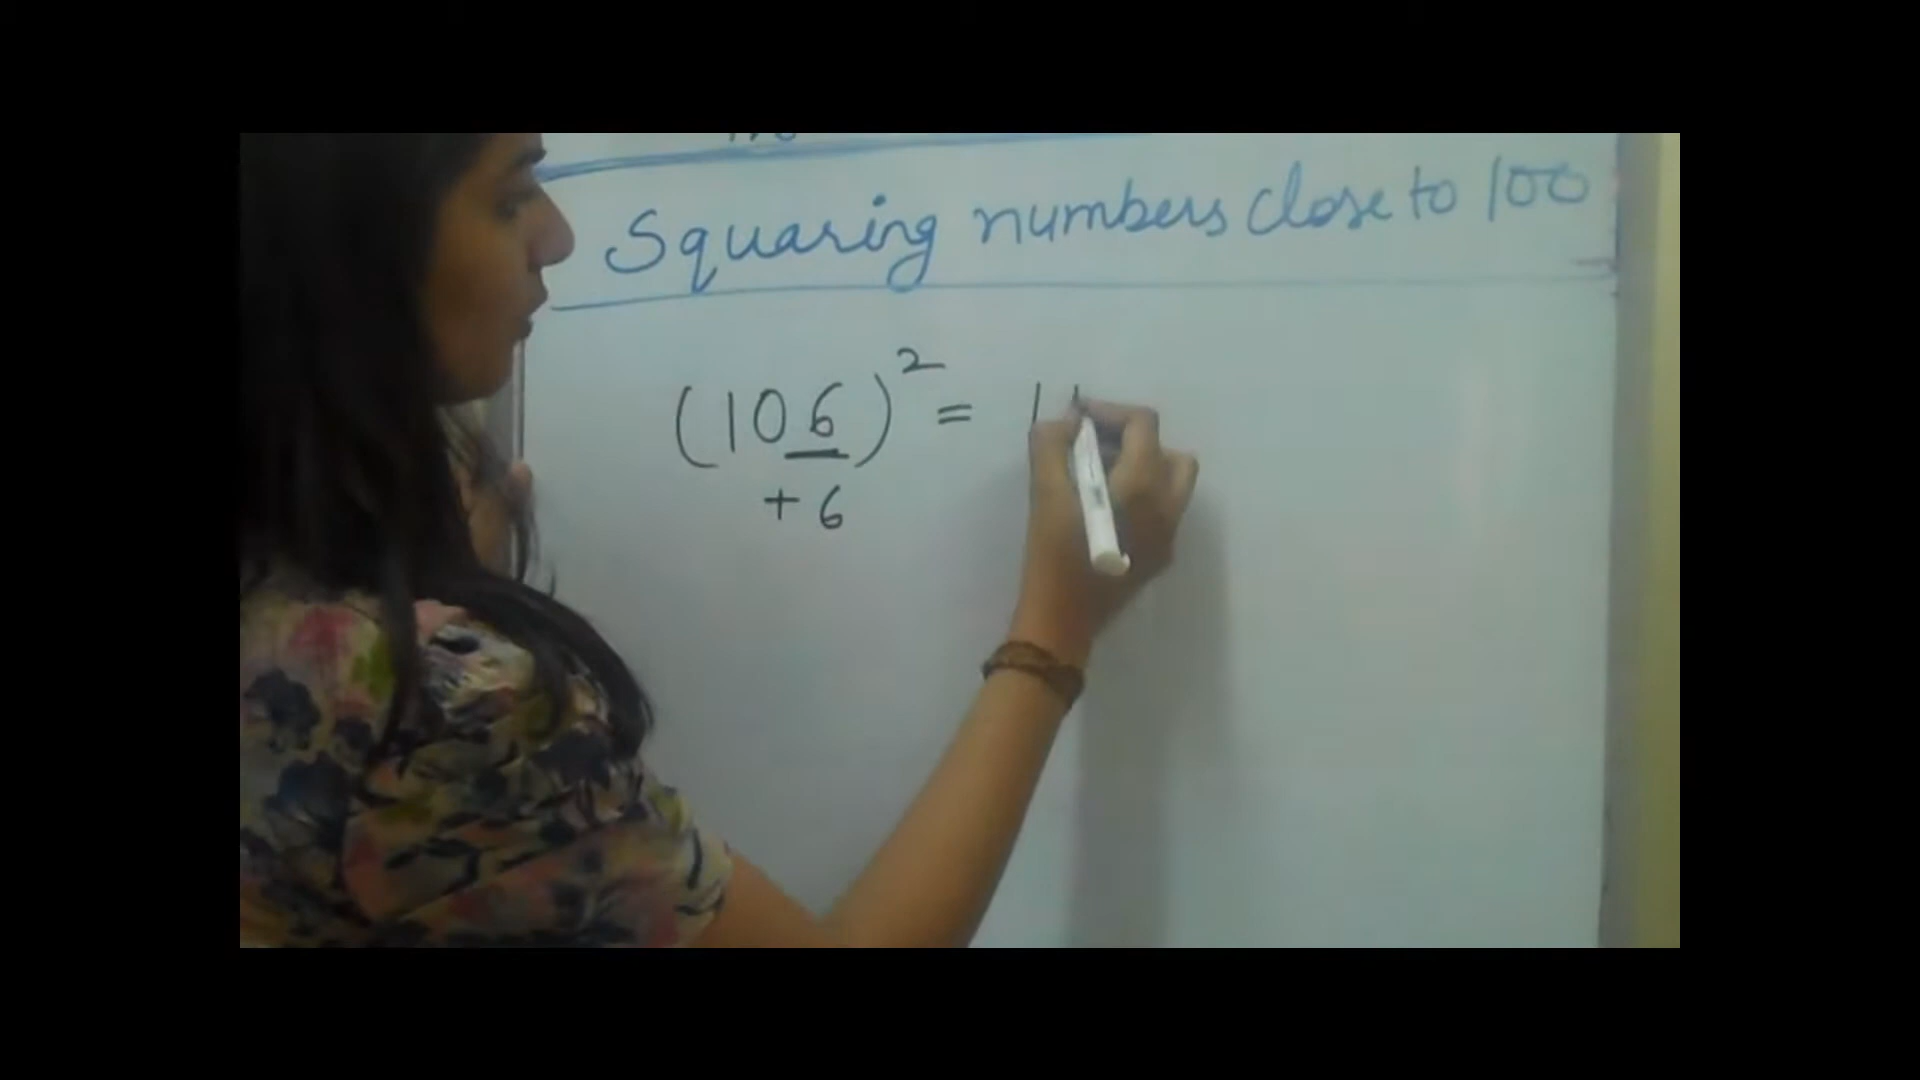 Squaring numbers close to 100
(106)² = 11
+6